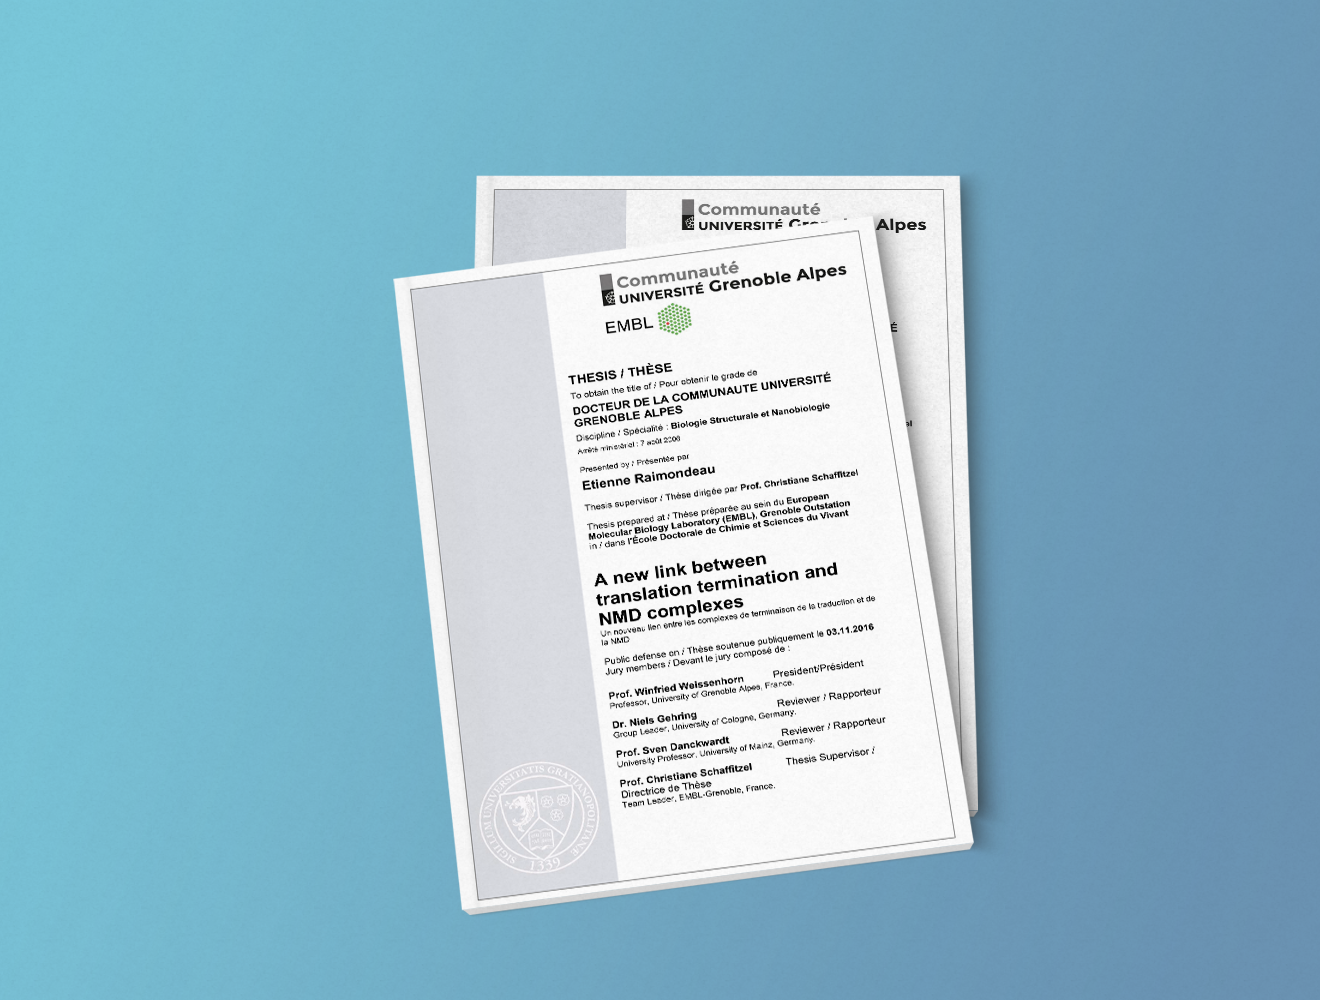 Communauté
UNIVERSITÉ Alpes
Communauté
UNIVERSITÉ Grenoble Alpes
EMBL
THESIS / THÈSE
To obtain the title of / Pour obtenir le grade de
DOCTEUR DE LA COMMUNAUTE UNIVERSITÉ
GRENOBLE ALPES
Discipline / Spécialité : Biologie Structurale et Nanobiologie
Arrêté ministériel : 7 août 2006
Presented by / Présentée par
Etienne Raimondeau
Thesis supervisor / Thèse dirigée par Prof. Christiane Schaffitzel
Thesis prepared at / Thèse préparée au sein du European
Molecular Biology Laboratory (EMBL), Grenoble Outstation
in / dans l'École Doctorale de Chimie et Sciences du Vivant
A new link between
translation termination and
NMD complexes
Un nouveau lien entre les complexes de terminaison de la traduction et de
la NMD
Public defense on / Thèse soutenue publiquement le 03.11.2016
Jury members / Devant le jury composé de :
Prof. Winfried Weissenhorn President/Président
Professor, University of Grenoble Alpes, France.
Dr. Niels Gehring Reviewer / Rapporteur
Group Leader, University of Cologne, Germany.
Prof. Sven Danckwardt Reviewer / Rapporteur
University Professor, University of Mainz, Germany.
Prof. Christiane Schaffitzel Thesis Supervisor /
Directrice de Thèse
Team Leader, EMBL-Grenoble, France.
SIGILLUM UNIVERSITATIS GRATIANOPOLITIANE
1339